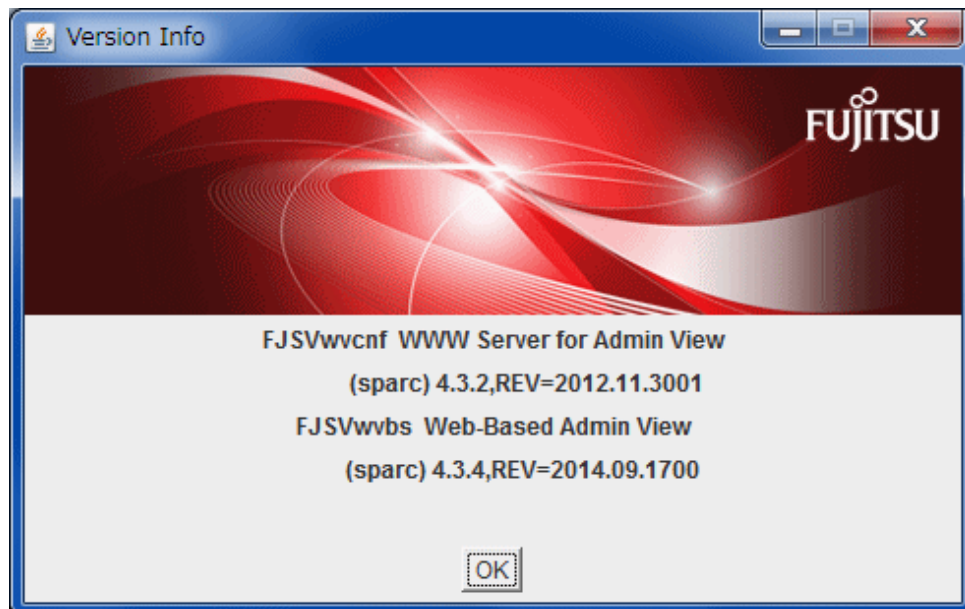 Version Info
FUJITSU
FJSVwvcnf WWW Server for Admin View
(sparc) 4.3.2,REV=2012.11.3001
FJSVwvbs Web-Based Admin View
(sparc) 4.3.4,REV=2014.09.1700
OK